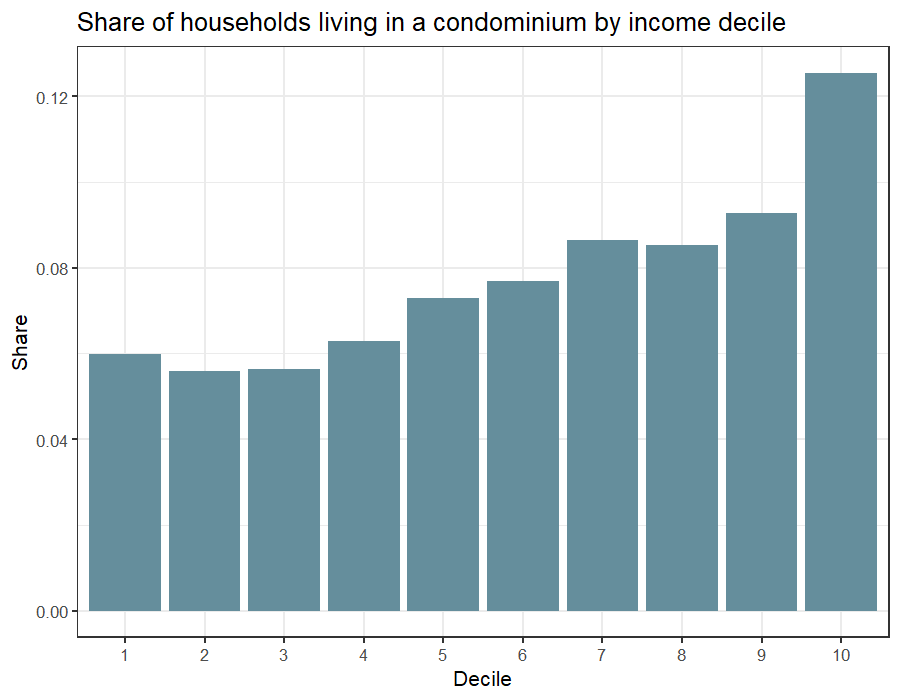 Share of households living in a condominium by income decile
Share
0.12
0.08
0.04
0.00
1 2 3 4 5 6 7 8 9 10
Decile